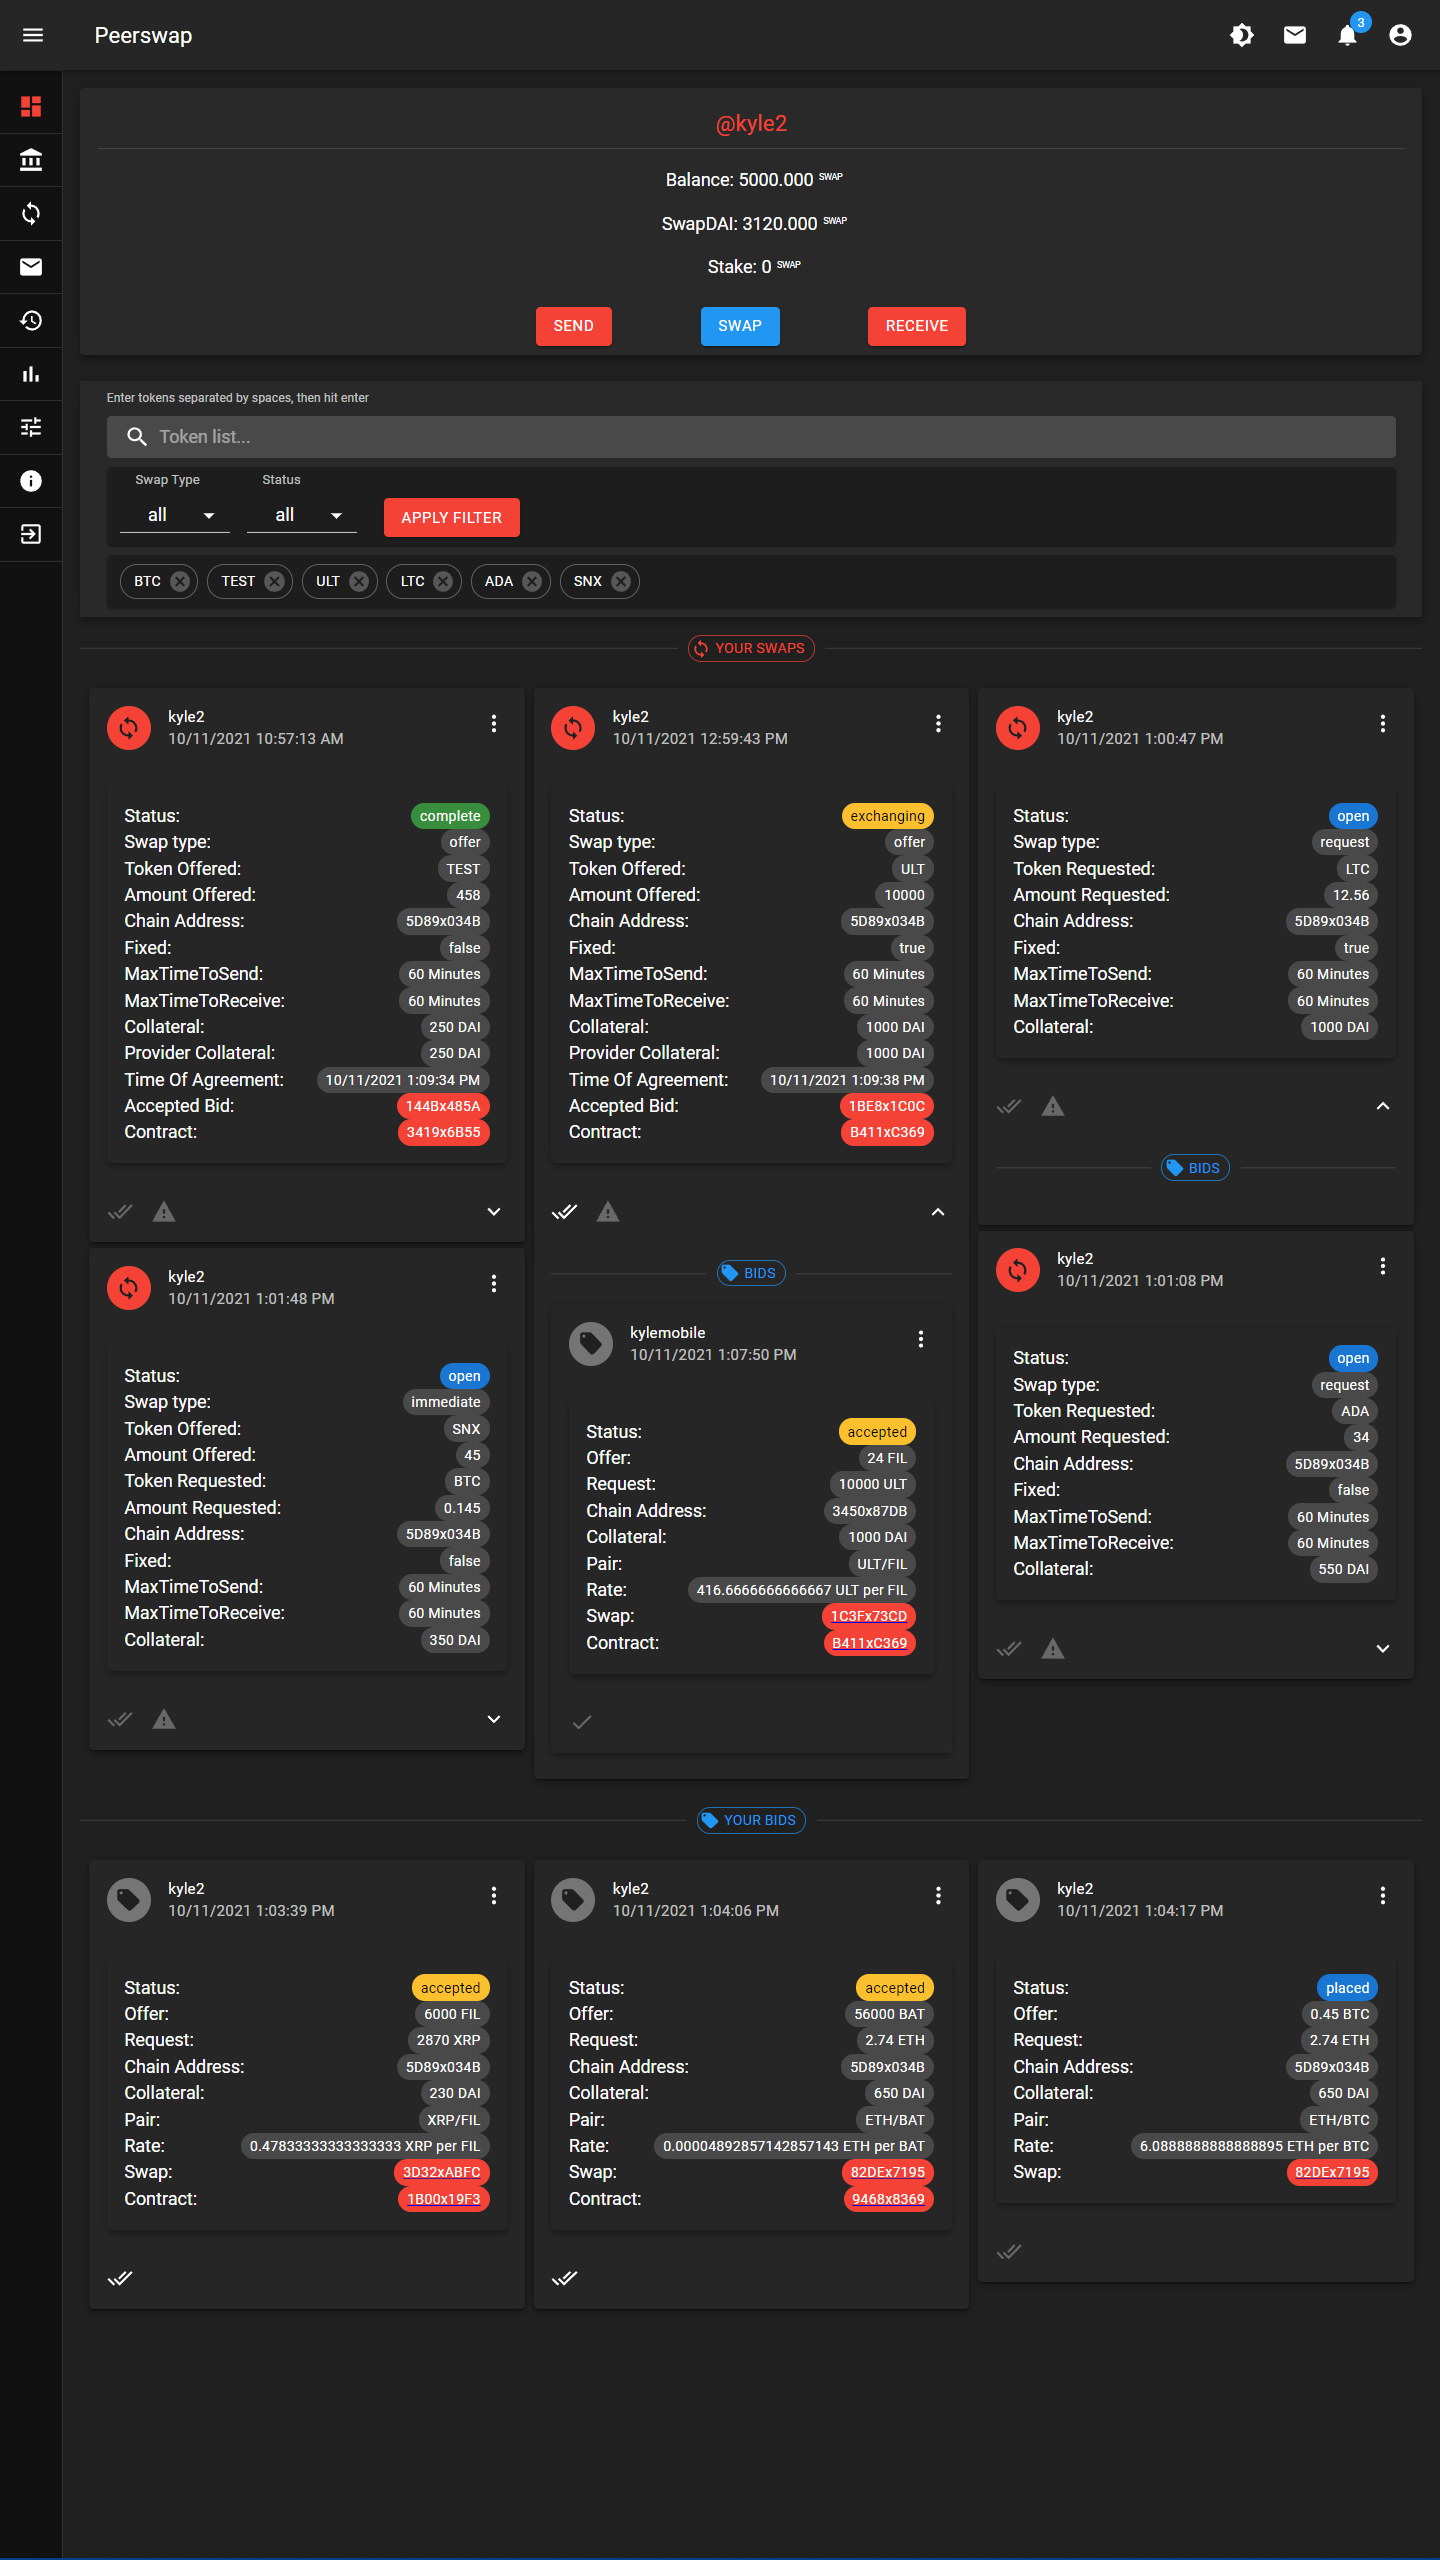 Peerswap
3
@kyle2
Balance: 5000.000 SWAP
SwapDAI: 3120.000 SWAP
Stake: 0 SWAP
SEND SWAP RECEIVE
Enter tokens separated by spaces, then hit enter
Token list...
Swap Type Status
all all APPLY FILTER
BTC TEST ULT LTC ADA SNX
YOUR SWAPS
kyle2
10/11/2021 10:57:13 AM
Status: complete
Swap type: offer
Token Offered: TEST
Amount Offered: 458
Chain Address: 5D89x034B
Fixed: false
MaxTimeToSend: 60 Minutes
MaxTimeToReceive: 60 Minutes
Collateral: 250 DAI
Provider Collateral: 250 DAI
Time Of Agreement: 10/11/2021 1:09:34 PM
Accepted Bid: 144Bx485A
Contract: 3419x6B55
kyle2
10/11/2021 1:01:48 PM
Status: open
Swap type: immediate
Token Offered: SNX
Amount Offered: 45
Token Requested: BTC
Amount Requested: 0.145
Chain Address: 5D89x034B
Fixed: false
MaxTimeToSend: 60 Minutes
MaxTimeToReceive: 60 Minutes
Collateral: 350 DAI
kyle2
10/11/2021 12:59:43 PM
Status: exchanging
Swap type: offer
Token Offered: ULT
Amount Offered: 10000
Chain Address: 5D89x034B
Fixed: true
MaxTimeToSend: 60 Minutes
MaxTimeToReceive: 60 Minutes
Collateral: 1000 DAI
Provider Collateral: 1000 DAI
Time Of Agreement: 10/11/2021 1:09:38 PM
Accepted Bid: 1BE8x1C0C
Contract: B411xC369
BIDS
kylemobile
10/11/2021 1:07:50 PM
Status: accepted
Offer: 24 FIL
Request: 10000 ULT
Chain Address: 3450x87DB
Collateral: 1000 DAI
Pair: ULT/FIL
Rate: 416.6666666666667 ULT per FIL
Swap: 1C3Fx73CD
Contract: B411xC369
kyle2
10/11/2021 1:00:47 PM
Status: open
Swap type: request
Token Requested: LTC
Amount Requested: 12.56
Chain Address: 5D89x034B
Fixed: true
MaxTimeToSend: 60 Minutes
MaxTimeToReceive: 60 Minutes
Collateral: 1000 DAI
BIDS
kyle2
10/11/2021 1:01:08 PM
Status: open
Swap type: request
Token Requested: ADA
Amount Requested: 34
Chain Address: 5D89x034B
Fixed: false
MaxTimeToSend: 60 Minutes
MaxTimeToReceive: 60 Minutes
Collateral: 550 DAI
YOUR BIDS
kyle2
10/11/2021 1:03:39 PM
Status: accepted
Offer: 6000 FIL
Request: 2870 XRP
Chain Address: 5D89x034B
Collateral: 230 DAI
Pair: XRP/FIL
Rate: 0.47833333333333333 XRP per FIL
Swap: 3D32xABFC
Contract: 1B00x19F3
kyle2
10/11/2021 1:04:06 PM
Status: accepted
Offer: 56000 BAT
Request: 2.74 ETH
Chain Address: 5D89x034B
Collateral: 650 DAI
Pair: ETH/BAT
Rate: 0.00004892857142857143 ETH per BAT
Swap: 82DEx7195
Contract: 9468x8369
kyle2
10/11/2021 1:04:17 PM
Status: placed
Offer: 0.45 BTC
Request: 2.74 ETH
Chain Address: 5D89x034B
Collateral: 650 DAI
Pair: ETH/BTC
Rate: 6.0888888888888895 ETH per BTC
Swap: 82DEx7195